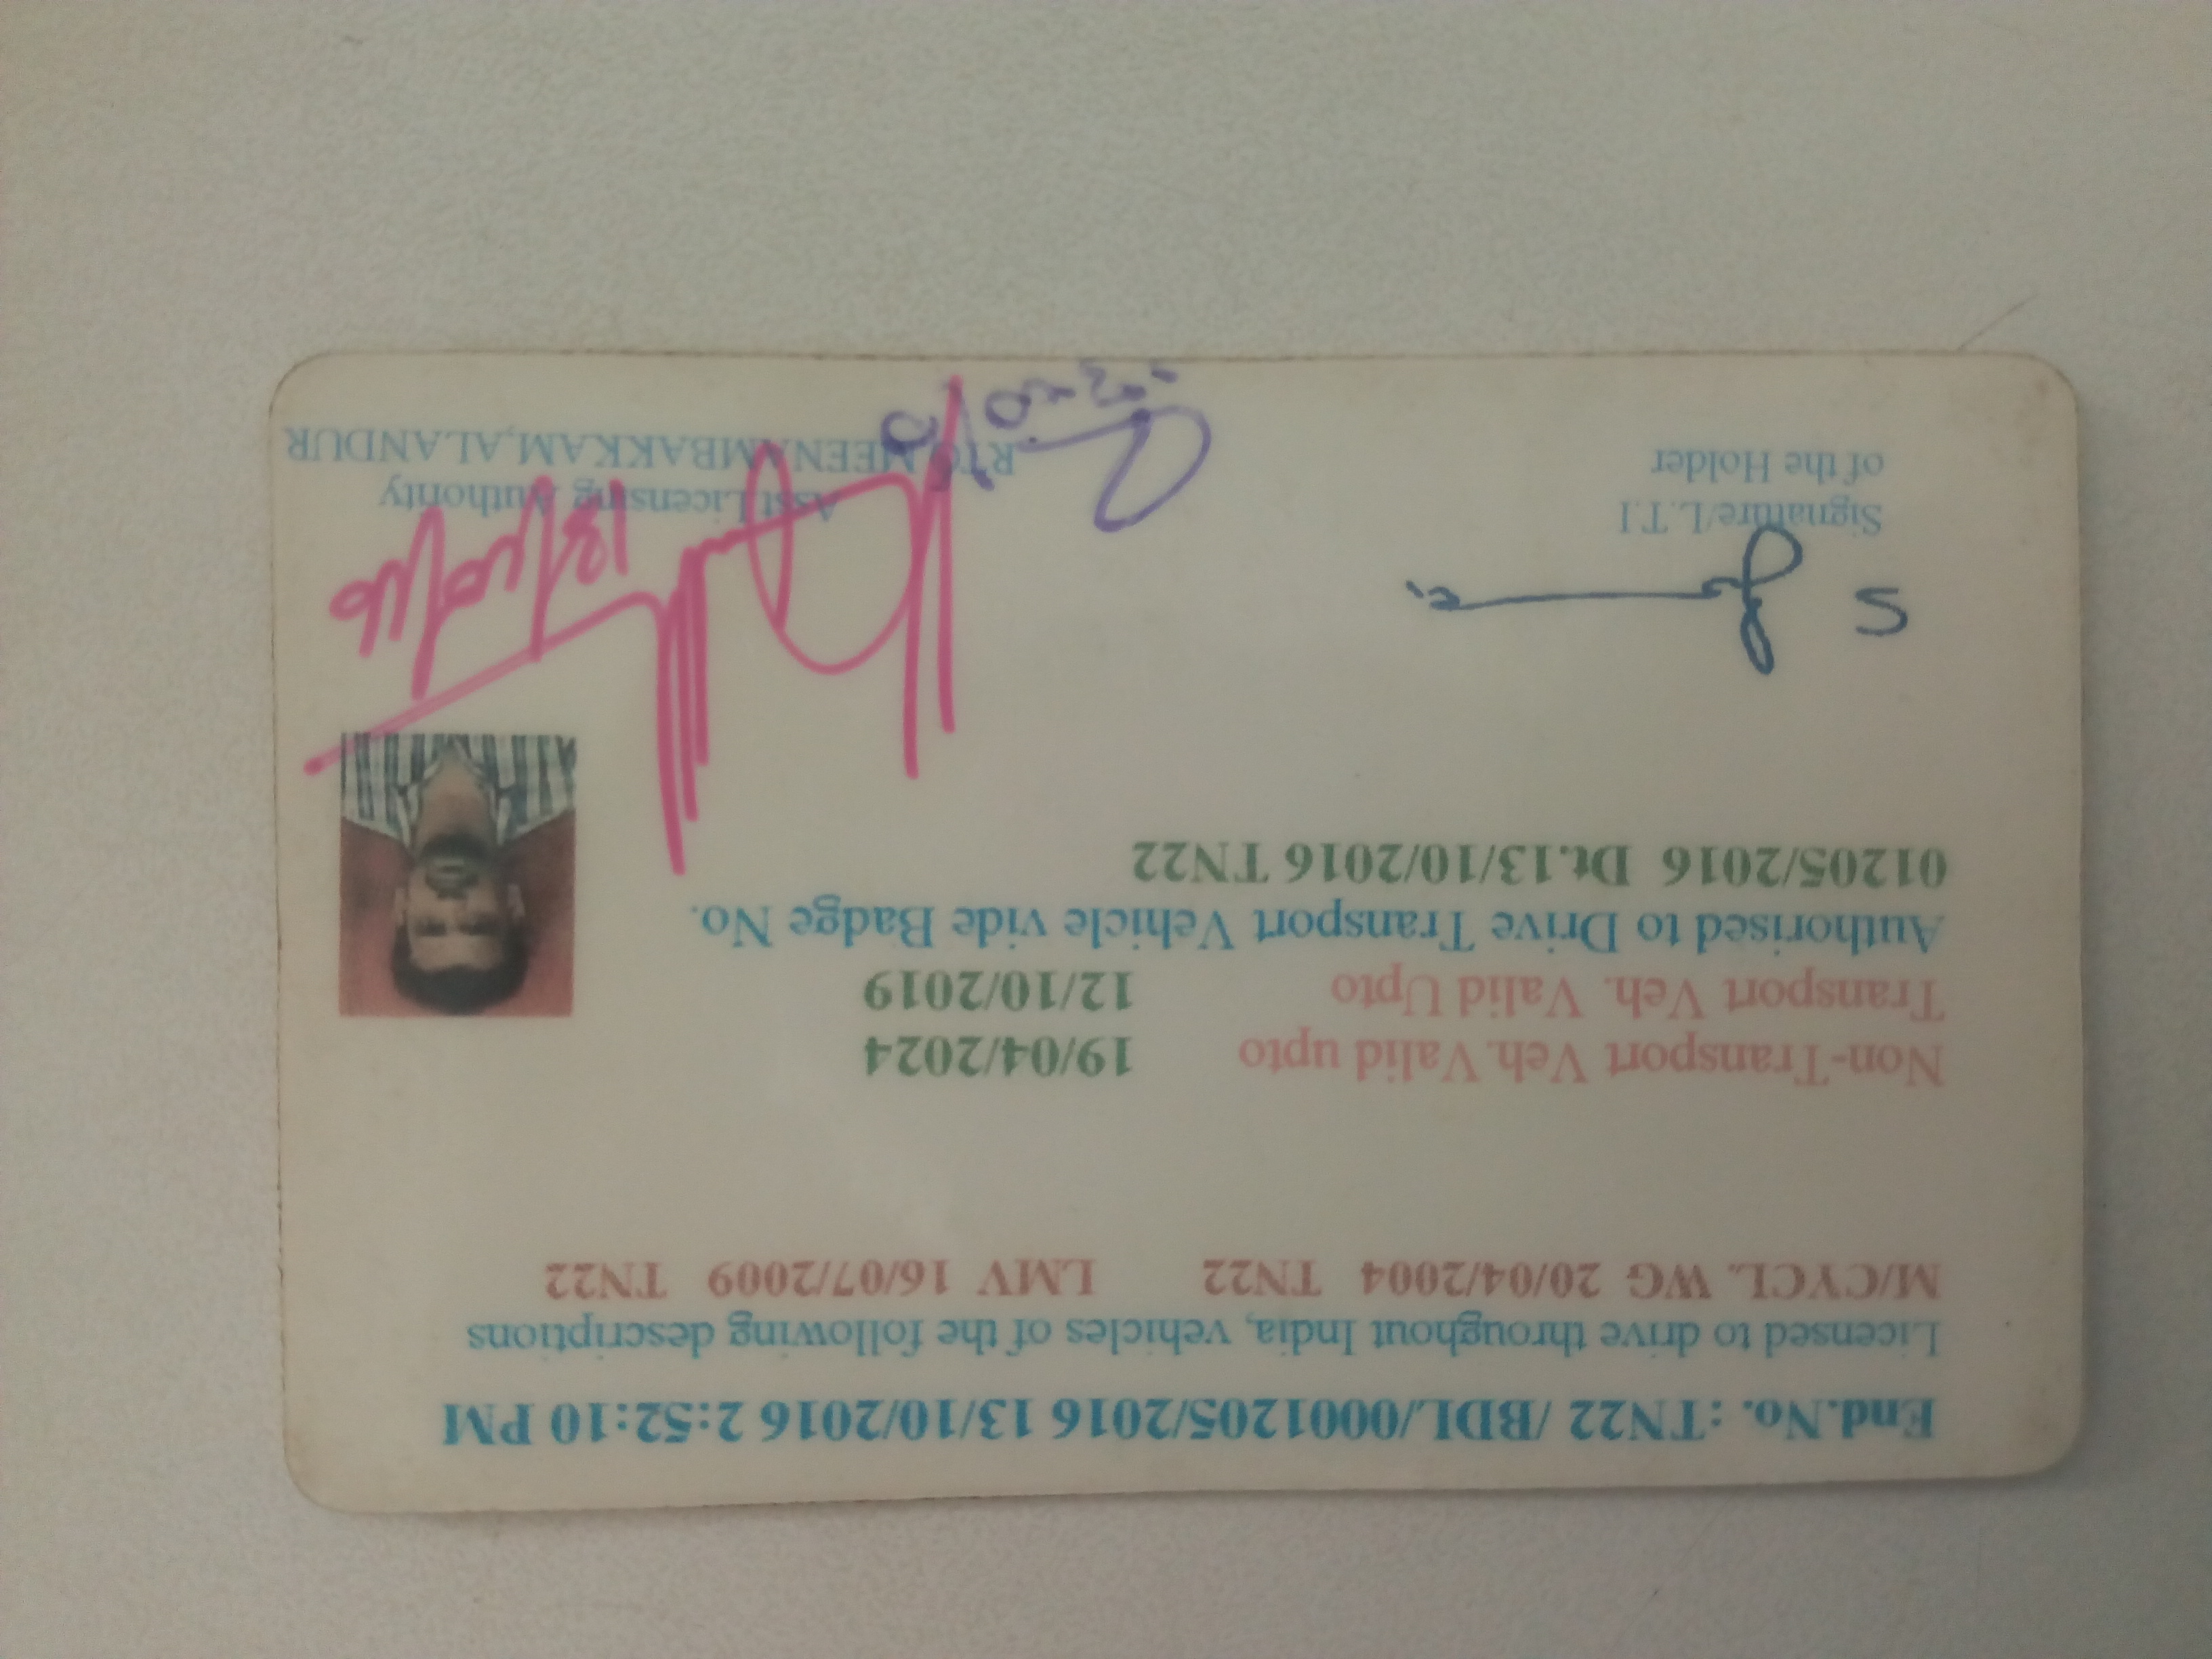 End.No. : TN22 /BDL/0001205/2016 13/10/2016 2:52:10 PM
Licensed to drive throughout India, vehicles of the following descriptions
M/CYCL. WG 20/04/2004 TN22 LMV 16/07/2009 TN22
Non-Transport Veh.Valid upto 19/04/2024
Transport Veh. Valid Upto 12/10/2019
Authorised to Drive Transport Vehicle vide Badge No.
01205/2016 Dt.13/10/2016 TN22
Signature/L.T.I
of the Holder
Asst.Licensing Authority
RTO,MEENAMBAKKAM,ALANDUR